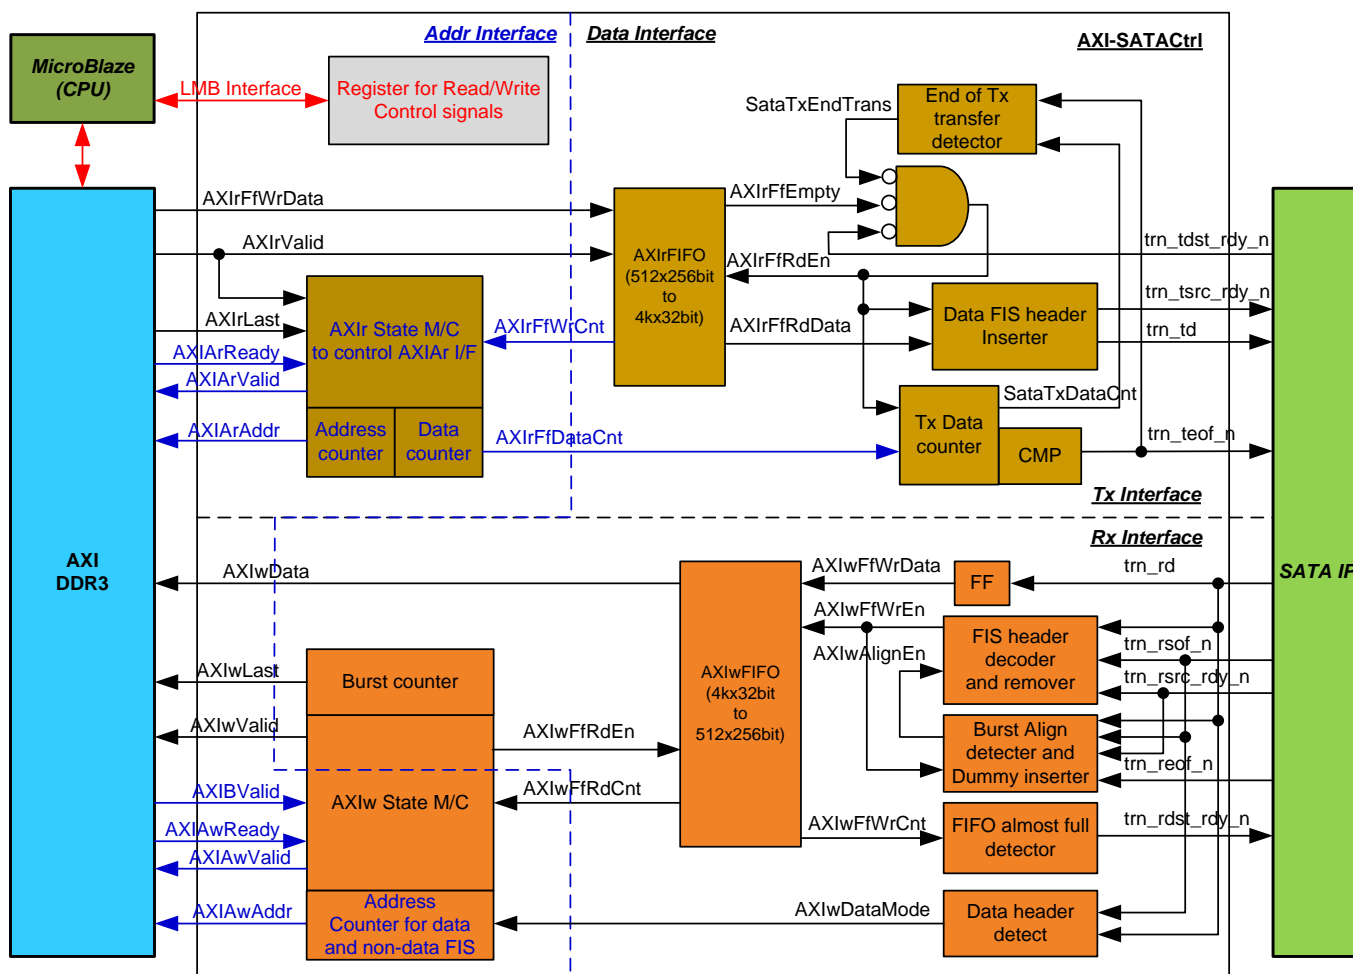 Addr Interface
Data Interface
AXI-SATACtrl
MicroBlaze
(CPU)
LMB Interface
Register for Read/Write
Control signals
SataTxEndTrans
End of Tx
transfer
detector
AXIrFfWrData
AXIrFfEmpty
AXIrValid
AXIrFIFO
(512x256bit
to
4kx32bit)
AXIrFfRdEn
trn_tdst_rdy_n
trn_tsrc_rdy_n
AXIrLast
AXIr State M/C
to control AXIAr I/F
AXIrFfWrCnt
AXIrFfRdData
Data FIS header
Inserter
trn_td
AXIArReady
AXIArValid
SataTxDataCnt
AXIArAddr
Address
counter
Data
counter
AXIrFfDataCnt
Tx Data
counter
CMP
trn_teof_n
Tx Interface
Rx Interface
AXI
DDR3
SATA IP
AXIwData
AXIwFfWrData
FF
trn_rd
AXIwFfWrEn
FIS header
decoder
and remover
trn_rsof_n
AXIwAlignEn
trn_rsrc_rdy_n
AXIwLast
Burst counter
AXIwFIFO
(4kx32bit
to
512x256bit)
AXIwValid
AXIwFfRdEn
Burst Align
detecter and
Dummy inserter
trn_reof_n
AXIBValid
AXIw State M/C
AXIwFfRdCnt
AXIAwReady
AXIwFfWrCnt
FIFO almost full
detector
trn_rdst_rdy_n
AXIAwValid
AXIAwAddr
Address
Counter for data
and non-data FIS
AXIwDataMode
Data header
detect